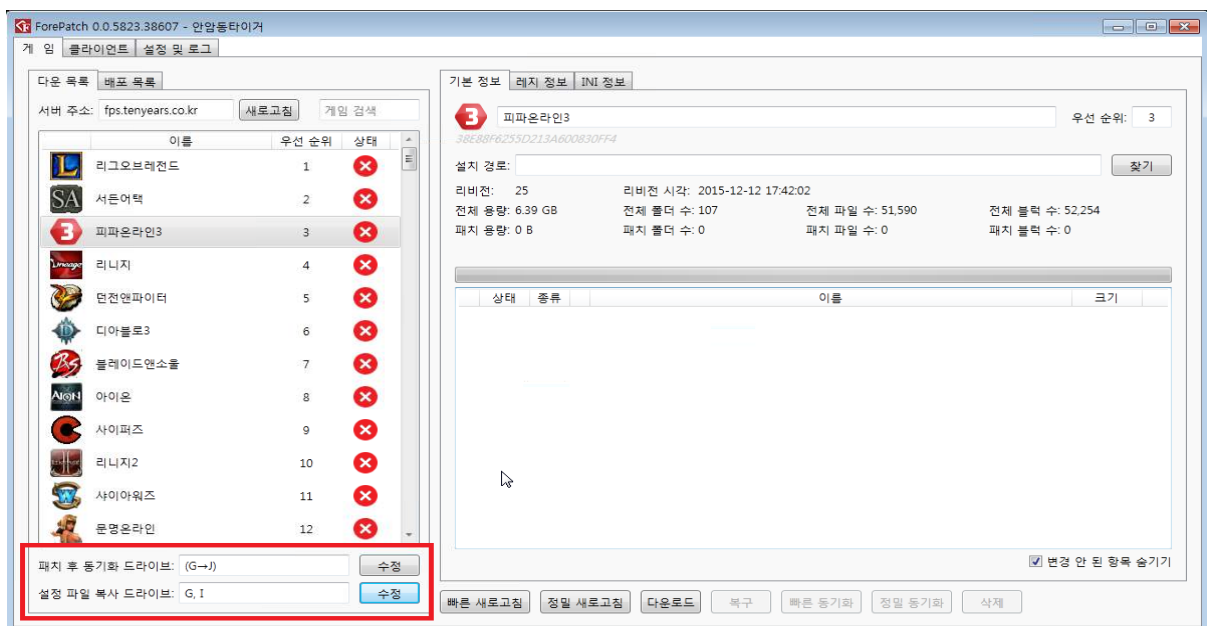 ForePatch 0.0.5823.38607 - 안암동타이거
게 임 클라이언트 설정 및 로그
다운 목록 배포 목록
서버 주소: fps.tenyears.co.kr 새로고침 게임 검색
이름 우선 순위 상태
리그오브레전드 1
SA 서든어택 2
3 피파온라인3 3
Lineage 리니지 4
던전앤파이터 5
디아블로3 6
BS 블레이드앤소울 7
AION 아이온 8
사이퍼즈 9
리니지2 10
샤이아워즈 11
문명온라인 12
패치 후 동기화 드라이브: (G→J) 수정
설정 파일 복사 드라이브: G, I 수정
기본 정보 레지 정보 INI 정보
3 피파온라인3 우선 순위: 3
38E88F6255D213A600830FF4
설치 경로: 찾기
리비전: 25 리비전 시각: 2015-12-12 17:42:02
전체 용량: 6.39 GB 전체 폴더 수: 107 전체 파일 수: 51,590 전체 블럭 수: 52,254
패치 용량: 0 B 패치 폴더 수: 0 패치 파일 수: 0 패치 블럭 수: 0
상태 종류 이름 크기
변경 안 된 항목 숨기기
빠른 새로고침 정밀 새로고침 다운로드 복구 빠른 동기화 정밀 동기화 삭제